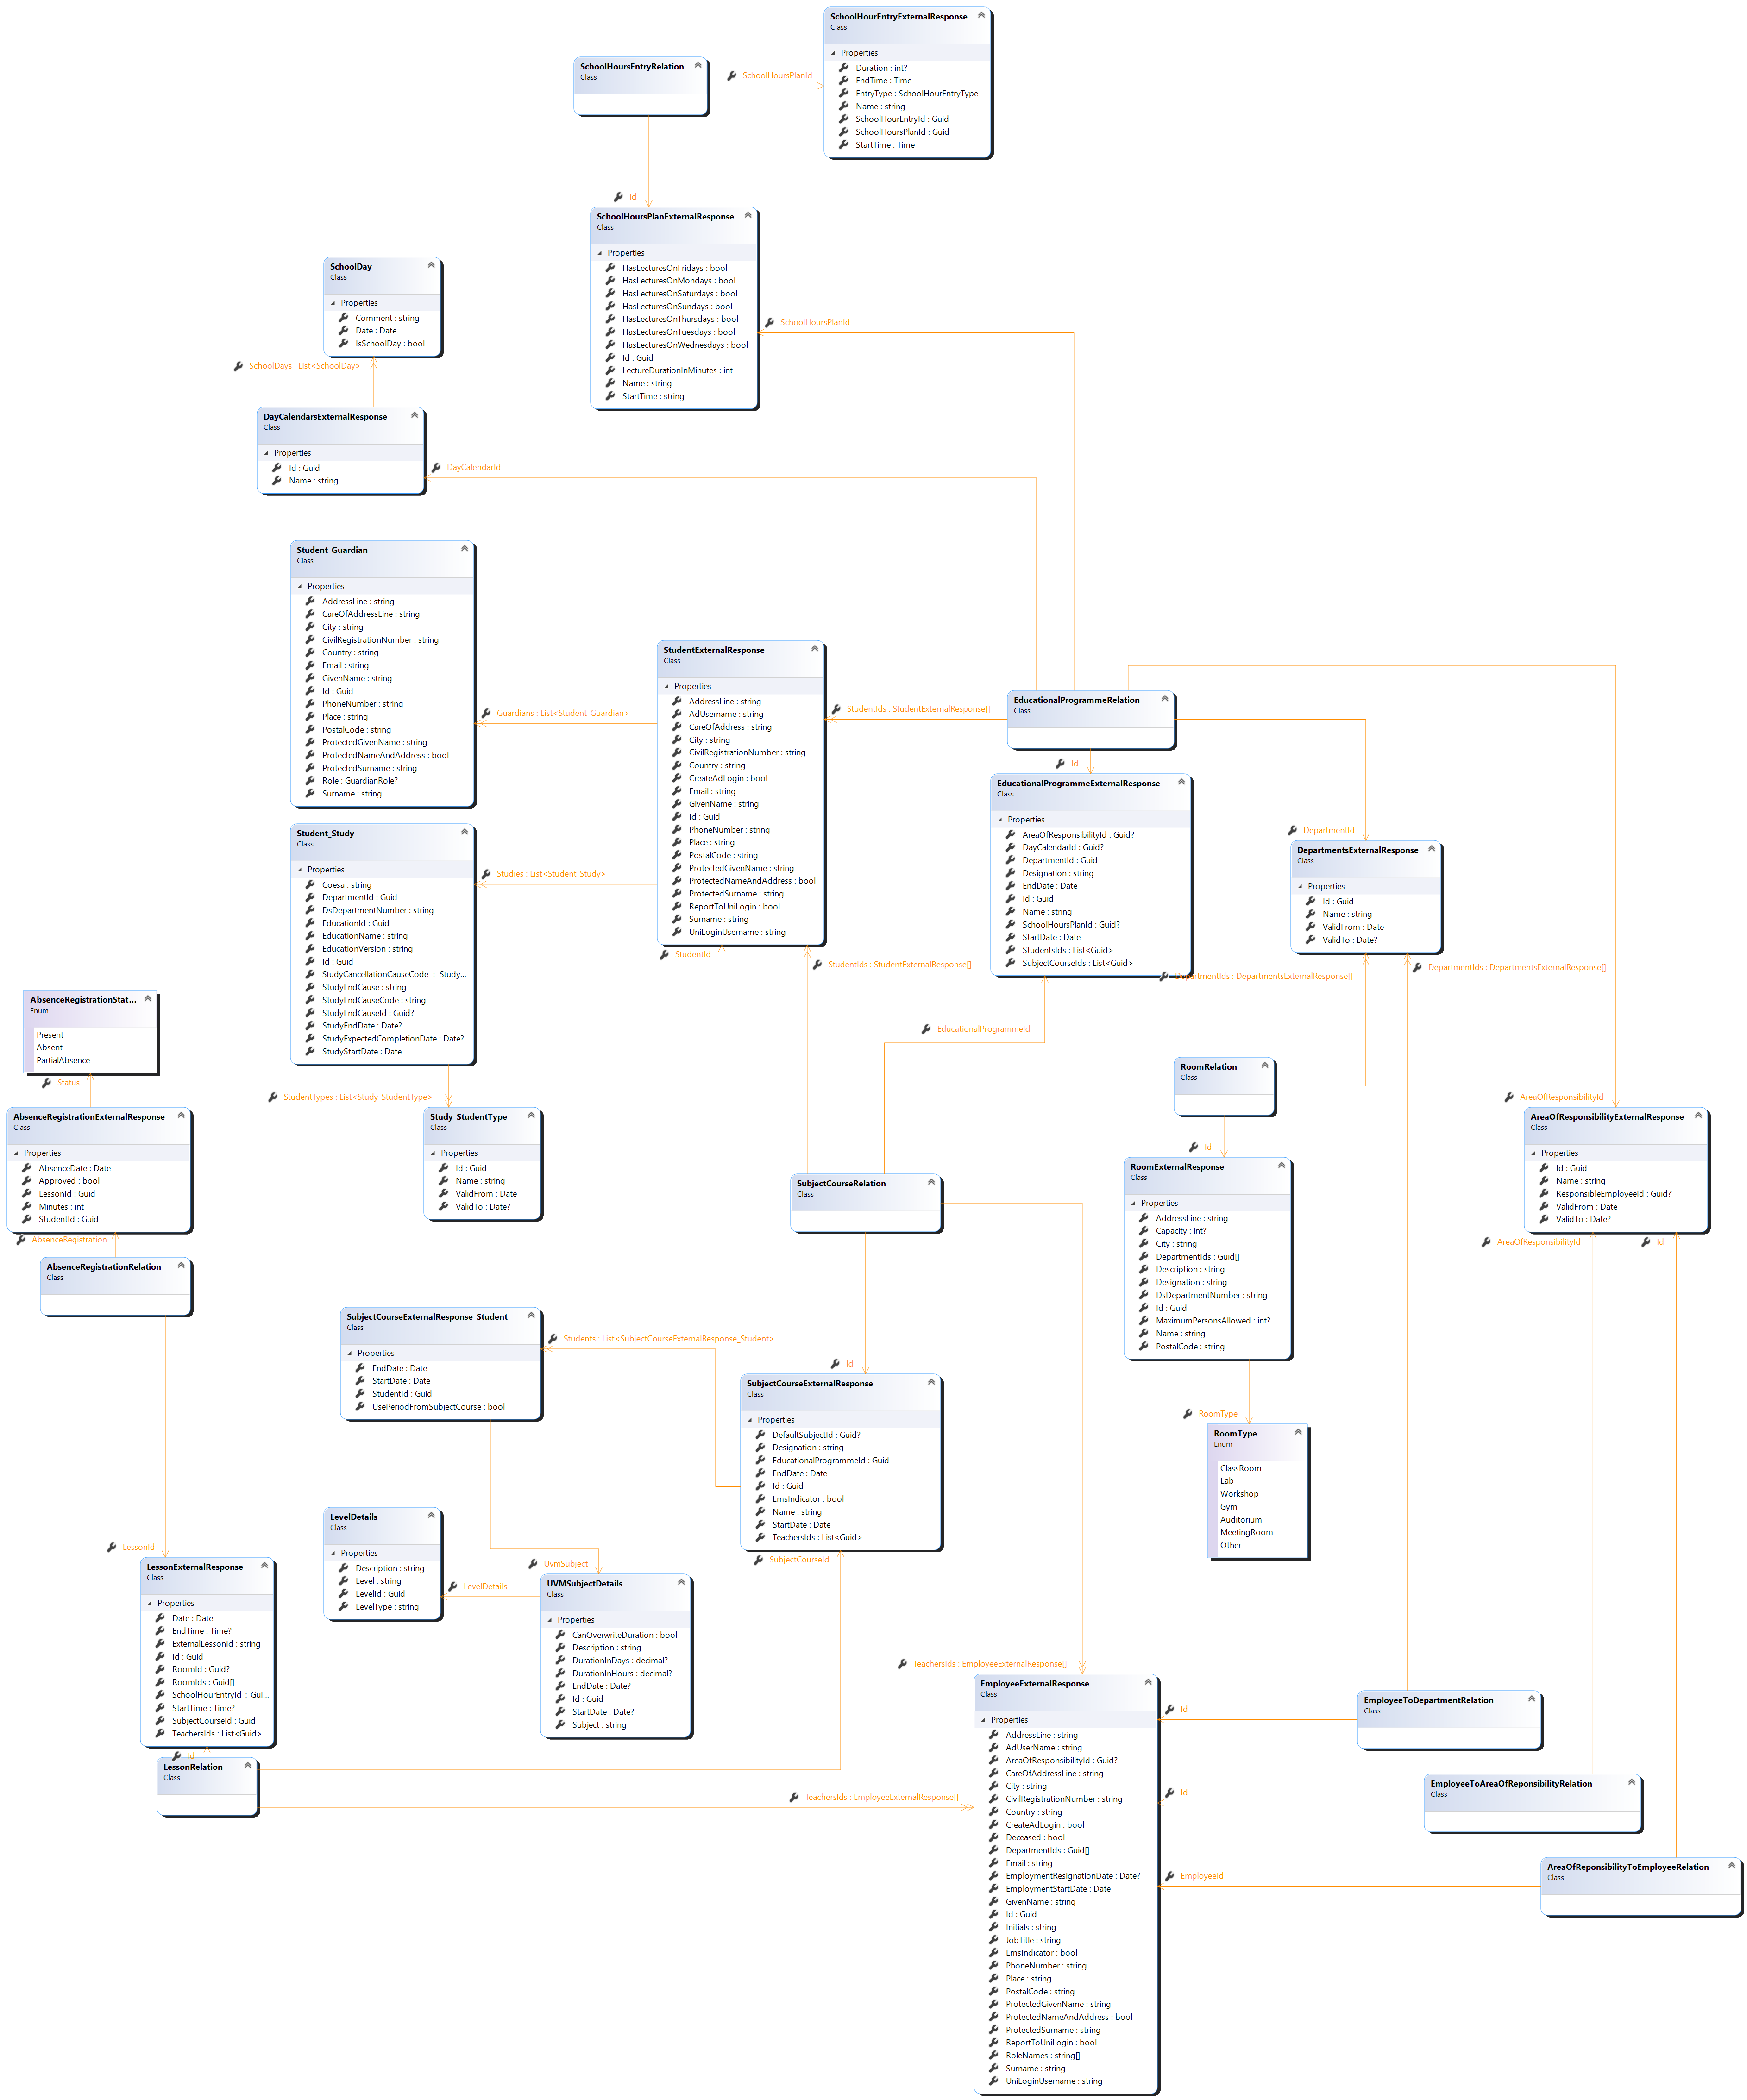 SchoolHourEntryExternalResponse
Class
Properties
Duration : int?
EndTime : Time
EntryType : SchoolHourEntryType
Name : string
SchoolHourEntryId : Guid
SchoolHoursPlanId : Guid
StartTime : Time
SchoolHoursEntryRelation
Class
SchoolHoursPlanId
Id
SchoolHoursPlanExternalResponse
Class
Properties
HasLecturesOnFridays : bool
HasLecturesOnMondays : bool
HasLecturesOnSaturdays : bool
HasLecturesOnSundays : bool
HasLecturesOnThursdays : bool
HasLecturesOnTuesdays : bool
HasLecturesOnWednesdays : bool
Id : Guid
LectureDurationInMinutes : int
Name : string
StartTime : string
SchoolHoursPlanId
SchoolDay
Class
Properties
Comment : string
Date : Date
IsSchoolDay : bool
SchoolDays : List<SchoolDay>
DayCalendarsExternalResponse
Class
Properties
Id : Guid
Name : string
DayCalendarId
Student_Guardian
Class
Properties
AddressLine : string
CareOfAddressLine : string
City : string
CivilRegistrationNumber : string
Country : string
Email : string
GivenName : string
Id : Guid
PhoneNumber : string
Place : string
PostalCode : string
ProtectedGivenName : string
ProtectedNameAndAddress : bool
ProtectedSurname : string
Role : GuardianRole?
Surname : string
Guardians : List<Student_Guardian>
StudentExternalResponse
Class
Properties
AddressLine : string
AdUsername : string
CareOfAddress : string
City : string
CivilRegistrationNumber : string
Country : string
CreateAdLogin : bool
Email : string
GivenName : string
Id : Guid
PhoneNumber : string
Place : string
PostalCode : string
ProtectedGivenName : string
ProtectedNameAndAddress : bool
ProtectedSurname : string
ReportToUniLogin : bool
Surname : string
UniLoginUsername : string
StudentIds : StudentExternalResponse[]
EducationalProgrammeRelation
Class
Id
EducationalProgrammeExternalResponse
Class
Properties
AreaOfResponsibilityId : Guid?
DayCalendarId : Guid?
DepartmentId : Guid
Designation : string
EndDate : Date
Id : Guid
Name : string
SchoolHoursPlanId : Guid?
StartDate : Date
StudentsIds : List<Guid>
SubjectCourseIds : List<Guid>
DepartmentId
DepartmentsExternalResponse
Class
Properties
Id : Guid
Name : string
ValidFrom : Date
ValidTo : Date?
Student_Study
Class
Properties
Coesa : string
DepartmentId : Guid
DsDepartmentNumber : string
EducationId : Guid
EducationName : string
EducationVersion : string
Id : Guid
StudyCancellationCauseCode : Study...
StudyEndCause : string
StudyEndCauseCode : string
StudyEndCauseId : Guid?
StudyEndDate : Date?
StudyExpectedCompletionDate : Date?
StudyStartDate : Date
Studies : List<Student_Study>
StudentId
StudentIds : StudentExternalResponse[]
DepartmentIds : DepartmentsExternalResponse[]
DepartmentIds : DepartmentsExternalResponse[]
EducationalProgrammeId
AbsenceRegistrationStat...
Enum
Present
Absent
PartialAbsence
Status
StudentTypes : List<Study_StudentType>
AbsenceRegistrationExternalResponse
Class
Properties
AbsenceDate : Date
Approved : bool
LessonId : Guid
Minutes : int
StudentId : Guid
AbsenceRegistration
Study_StudentType
Class
Properties
Id : Guid
Name : string
ValidFrom : Date
ValidTo : Date?
RoomRelation
Class
Id
RoomExternalResponse
Class
Properties
AddressLine : string
Capacity : int?
City : string
DepartmentIds : Guid[]
Description : string
Designation : string
DsDepartmentNumber : string
Id : Guid
MaximumPersonsAllowed : int?
Name : string
PostalCode : string
AreaOfResponsibilityId
AreaOfResponsibilityExternalResponse
Class
Properties
Id : Guid
Name : string
ResponsibleEmployeeId : Guid?
ValidFrom : Date
ValidTo : Date?
AreaOfResponsibilityId
Id
SubjectCourseRelation
Class
AbsenceRegistrationRelation
Class
SubjectCourseExternalResponse_Student
Class
Properties
EndDate : Date
StartDate : Date
StudentId : Guid
UsePeriodFromSubjectCourse : bool
Students : List<SubjectCourseExternalResponse_Student>
Id
SubjectCourseExternalResponse
Class
Properties
DefaultSubjectId : Guid?
Designation : string
EducationalProgrammeId : Guid
EndDate : Date
Id : Guid
LmsIndicator : bool
Name : string
StartDate : Date
TeachersIds : List<Guid>
SubjectCourseId
RoomType
RoomType
Enum
ClassRoom
Lab
Workshop
Gym
Auditorium
MeetingRoom
Other
LevelDetails
Class
Properties
Description : string
Level : string
LevelId : Guid
LevelType : string
LevelDetails
UvmSubject
UVMSubjectDetails
Class
Properties
CanOverwriteDuration : bool
Description : string
DurationInDays : decimal?
DurationInHours : decimal?
EndDate : Date?
Id : Guid
StartDate : Date?
Subject : string
LessonId
LessonExternalResponse
Class
Properties
Date : Date
EndTime : Time?
ExternalLessonId : string
Id : Guid
RoomId : Guid?
RoomIds : Guid[]
SchoolHourEntryId : Gui...
StartTime : Time?
SubjectCourseId : Guid
TeachersIds : List<Guid>
Id
LessonRelation
Class
TeachersIds : EmployeeExternalResponse[]
TeachersIds : EmployeeExternalResponse[]
EmployeeExternalResponse
Class
Properties
AddressLine : string
AdUserName : string
AreaOfResponsibilityId : Guid?
CareOfAddressLine : string
City : string
CivilRegistrationNumber : string
Country : string
CreateAdLogin : bool
Deceased : bool
DepartmentIds : Guid[]
Email : string
EmploymentResignationDate : Date?
EmploymentStartDate : Date
GivenName : string
Id : Guid
Initials : string
JobTitle : string
LmsIndicator : bool
PhoneNumber : string
Place : string
PostalCode : string
ProtectedGivenName : string
ProtectedNameAndAddress : bool
ProtectedSurname : string
ReportToUniLogin : bool
RoleNames : string[]
Surname : string
UniLoginUsername : string
Id
EmployeeToDepartmentRelation
Class
Id
EmployeeToAreaOfReponsibilityRelation
Class
EmployeeId
AreaOfReponsibilityToEmployeeRelation
Class